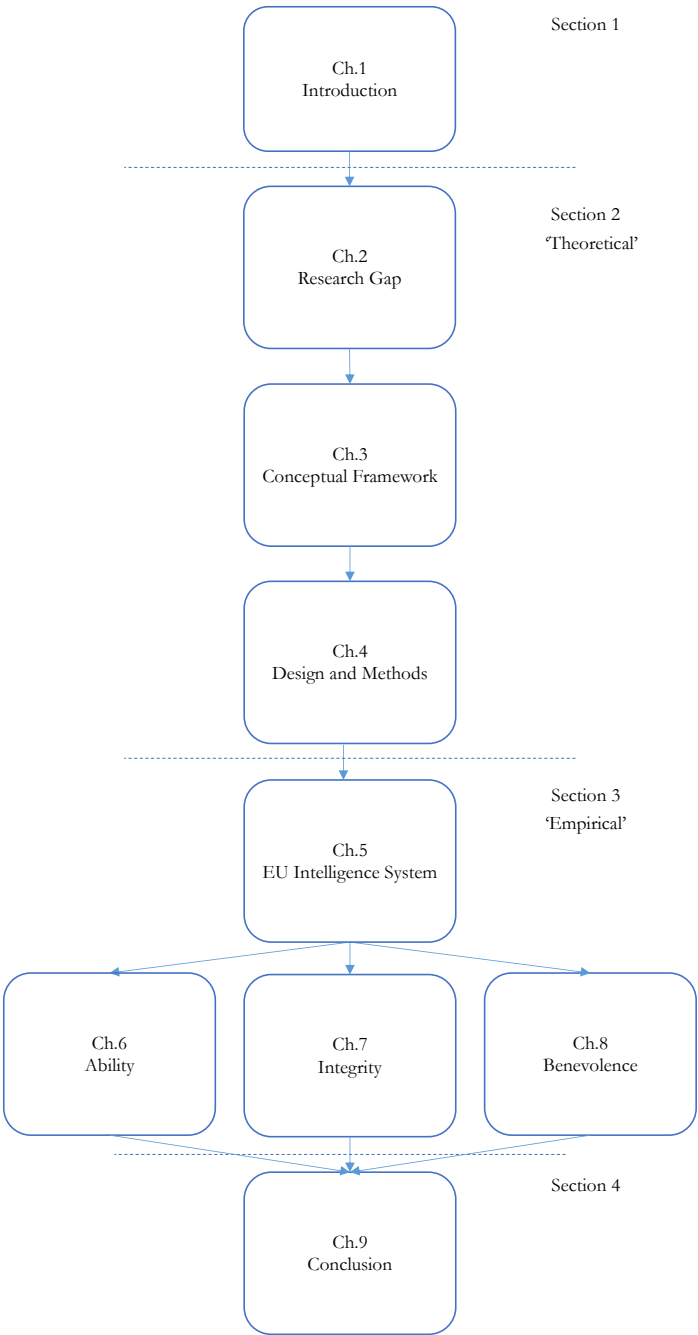 Section 1
Ch.1
Introduction
Section 2
‘Theoretical’
Ch.2
Research Gap
Ch.3
Conceptual Framework
Ch.4
Design and Methods
Section 3
‘Empirical’
Ch.5
EU Intelligence System
Ch.6
Ability
Ch.7
Integrity
Ch.8
Benevolence
Section 4
Ch.9
Conclusion